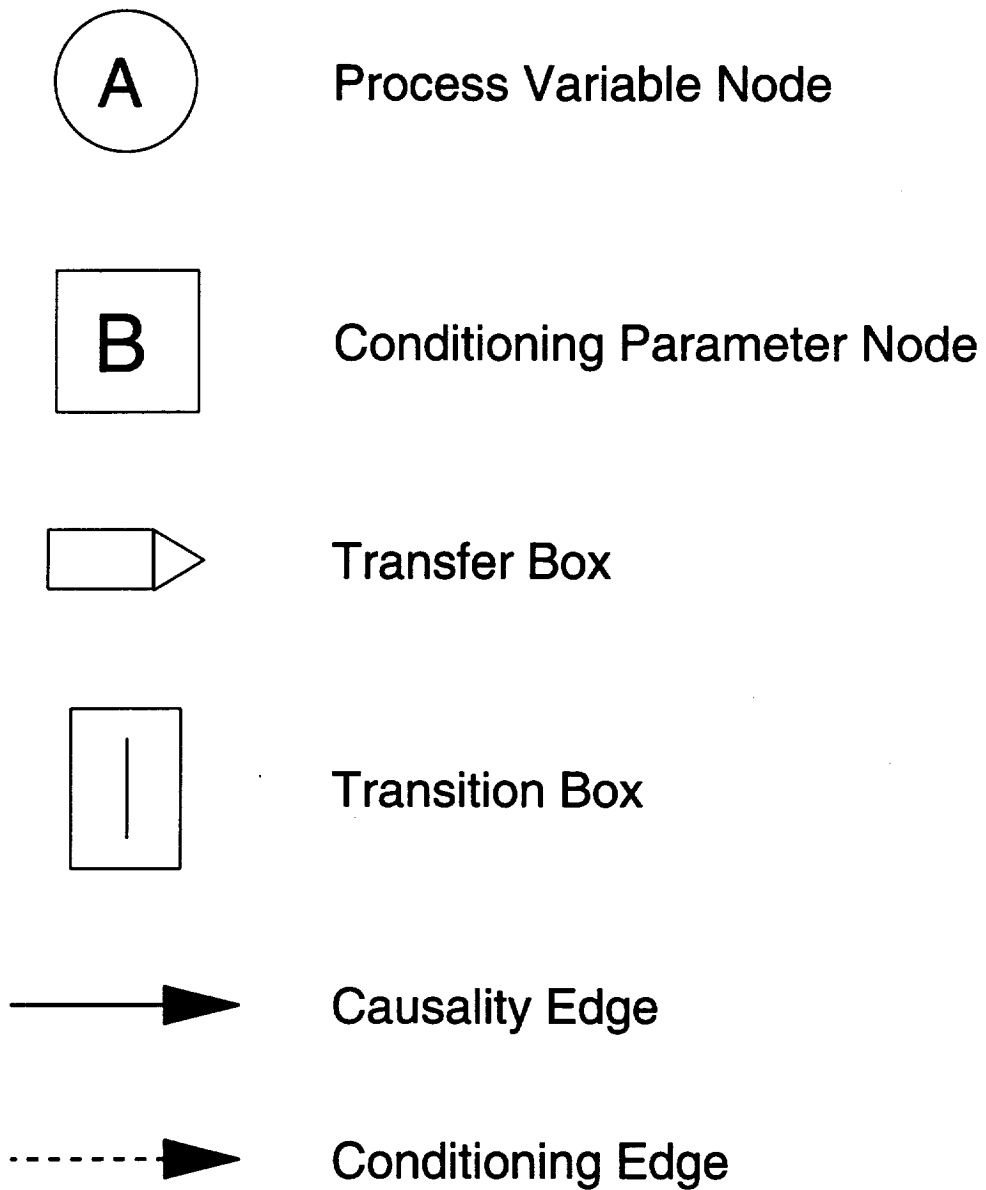 A Process Variable Node
B Conditioning Parameter Node
Transfer Box
Transition Box
Causality Edge
Conditioning Edge